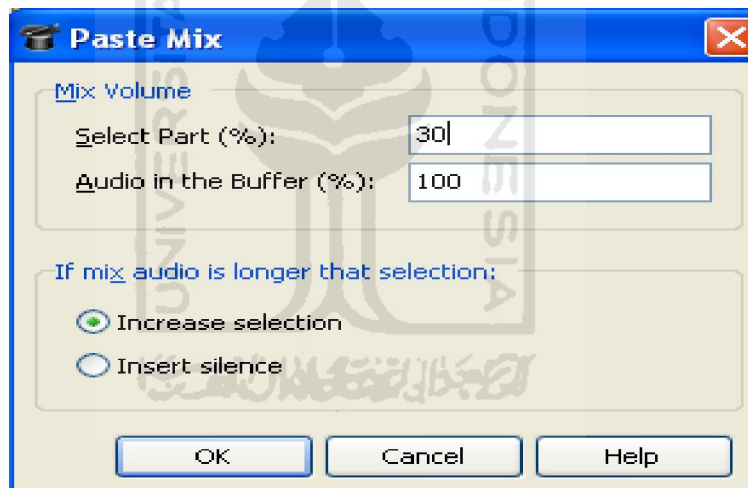 Paste Mix
Mix Volume
Select Part (%): 30
Audio in the Buffer (%): 100
If mix audio is longer that selection:
Increase selection
Insert silence
OK Cancel Help